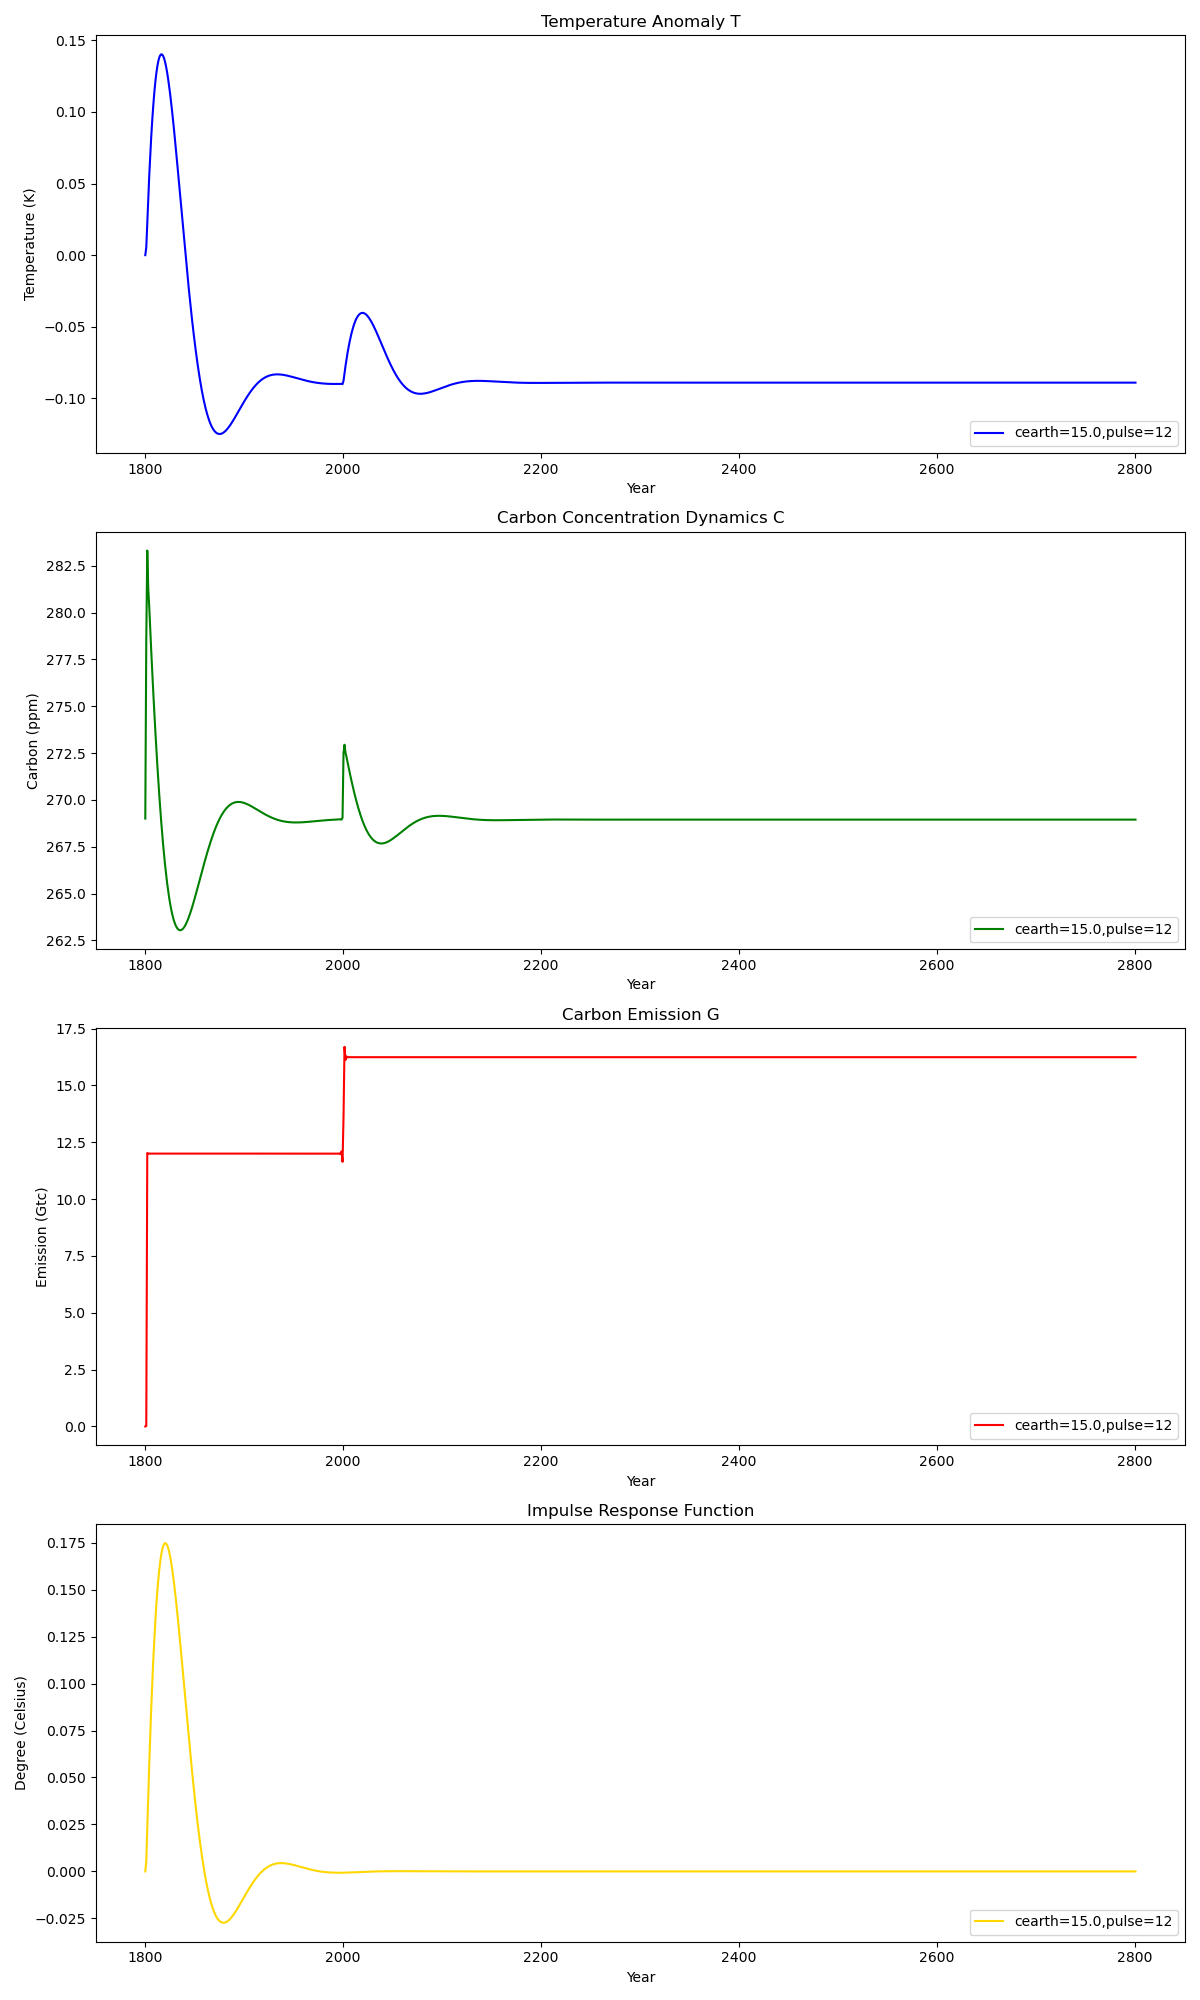 Temperature Anomaly T
0.15
0.10
0.05
0.00
−0.05
−0.10
Temperature (K)
cearth=15.0,pulse=12
1800 2000 2200 2400 2600 2800
Year
Carbon Concentration Dynamics C
282.5
280.0
277.5
275.0
272.5
270.0
267.5
265.0
262.5
Carbon (ppm)
cearth=15.0,pulse=12
1800 2000 2200 2400 2600 2800
Year
Carbon Emission G
17.5
15.0
12.5
10.0
7.5
5.0
2.5
0.0
Emission (Gtc)
cearth=15.0,pulse=12
1800 2000 2200 2400 2600 2800
Year
Impulse Response Function
0.175
0.150
0.125
0.100
0.075
0.050
0.025
0.000
−0.025
Degree (Celsius)
cearth=15.0,pulse=12
1800 2000 2200 2400 2600 2800
Year